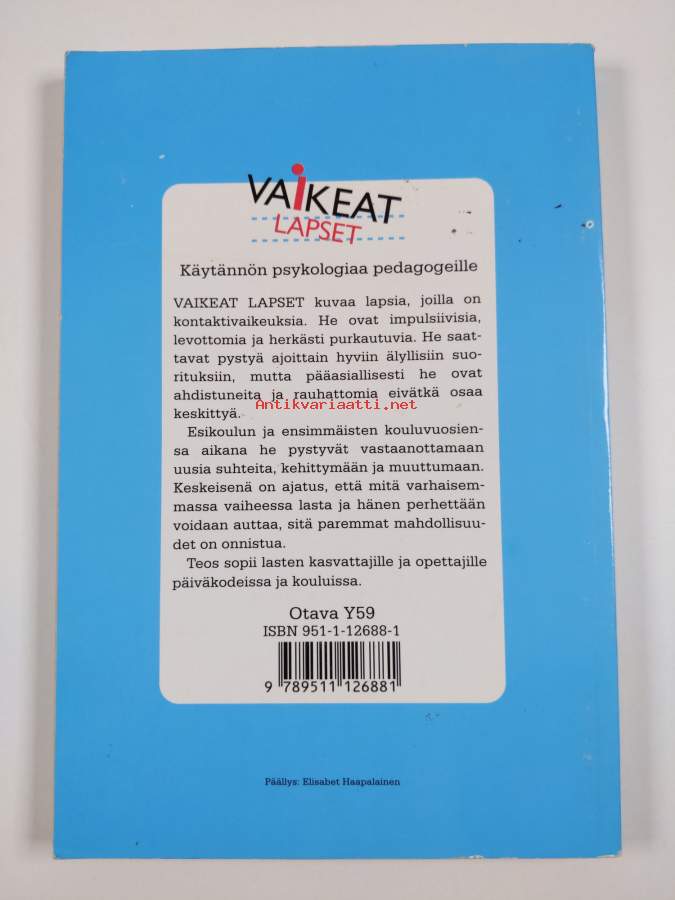 VAIKEAT
LAPSET
Käytännön psykologiaa pedagogeille
VAIKEAT LAPSET kuvaa lapsia, joilla on
kontaktivaikeuksia. He ovat impulsiivisia,
levottomia ja herkästi purkautuvia. He saat-
tavat pystyä ajoittain hyviin älyllisiin suo-
rituksiin, mutta pääasiallisesti he ovat
ahdistuneita ja rauhattomia eivätkä osaa
Antikvariaatti.net
keskittyä.
Esikoulun ja ensimmäisten kouluvuosien-
sa aikana he pystyvät vastaanottamaan
uusia suhteita, kehittymään ja muuttumaan.
Keskeisenä on ajatus, että mitä varhaisem-
massa vaiheessa lasta ja hänen perhettään
voidaan auttaa, sitä paremmat mahdollisuu-
det on onnistua.
Teos sopii lasten kasvattajille ja opettajille
päiväkodeissa ja kouluissa.
Otava Y59
ISBN 951-1-12688-1
9 789511 126881
Päällys: Elisabet Haapalainen